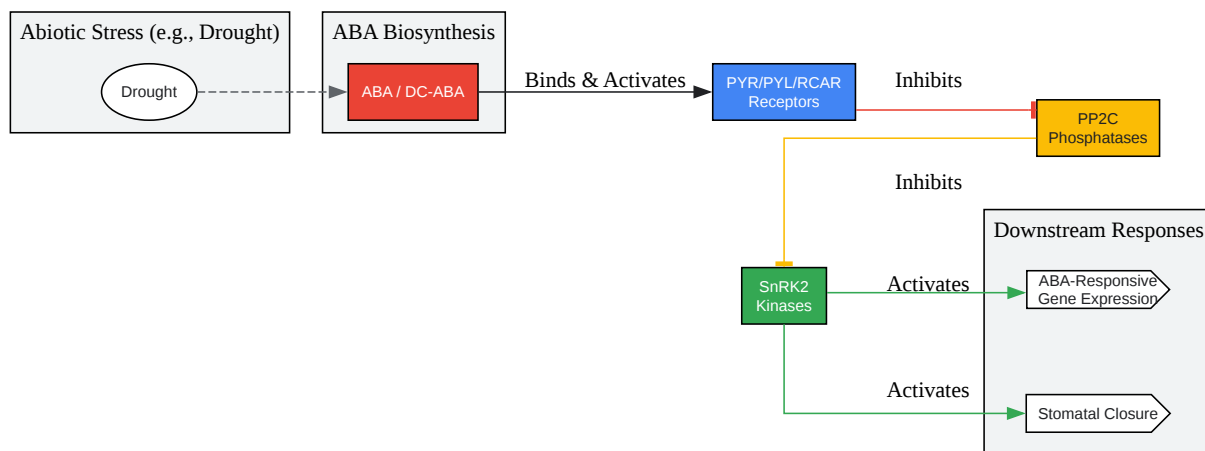 Abiotic Stress (e.g., Drought)
Drought
ABA Biosynthesis
ABA / DC-ABA
Binds & Activates
PYR/PYL/RCAR
Receptors
Inhibits
PP2C
Phosphatases
Inhibits
SnRK2
Kinases
Activates
Activates
Downstream Responses
ABA-Responsive
Gene Expression
Stomatal Closure